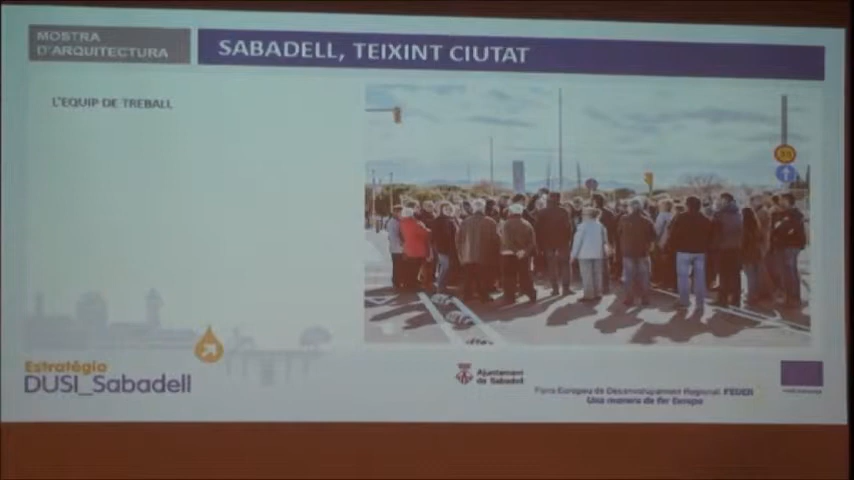 MOSTRA
D'ARQUITECTURA
SABADELL, TEIXINT CIUTAT
L'EQUIP DE TREBALL
Estratègia
DUSI_Sabadell
Ajuntament
de Sabadell
Fons Europeu de Desenvolupament Regional. FEDER
Una manera de fer Europa